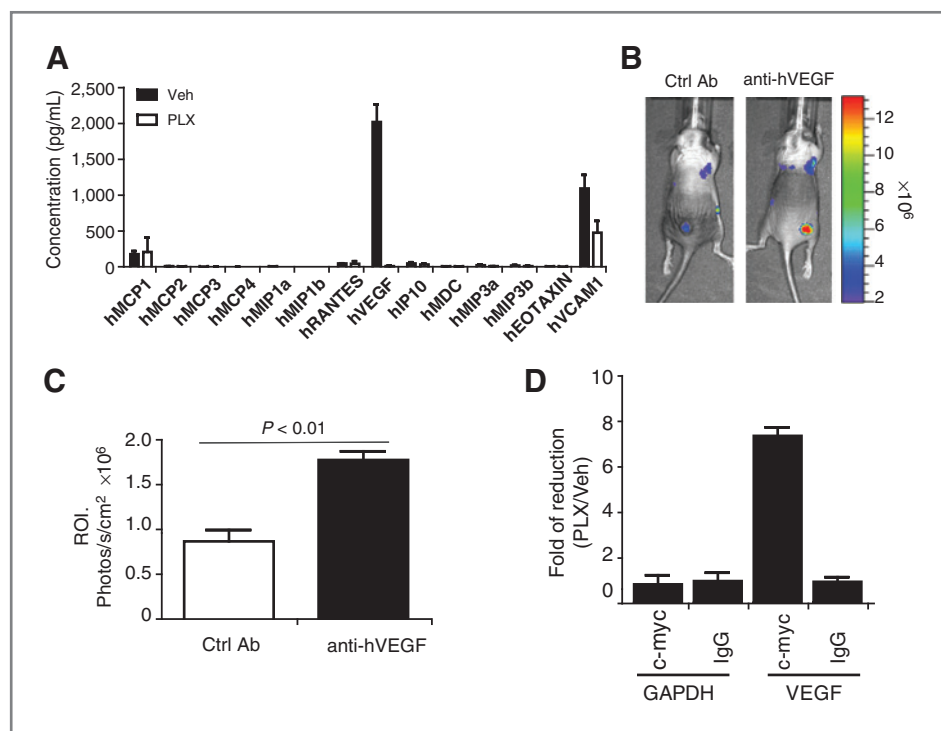 A
Concentration (pg/mL)
2,500
2,000
1,500
1,000
500
0
Veh
PLX
hMCP1
hMCP2
hMCP3
hMCP4
hMIP1a
hMIP1b
hRANTES
hVEGF
hIP10
hMDC
hMIP3a
hMIP3b
hEOTAXIN
hVCAM1
B
Ctrl Ab
anti-hVEGF
12
10
8
6
4
2
×10⁶
C
P < 0.01
ROI.
Photos/s/cm² ×10⁶
2.0
1.5
1.0
0.5
0
Ctrl Ab
anti-hVEGF
D
Fold of reduction
(PLX/Veh)
10
8
6
4
2
0
c-myc
IgG
c-myc
IgG
GAPDH
VEGF